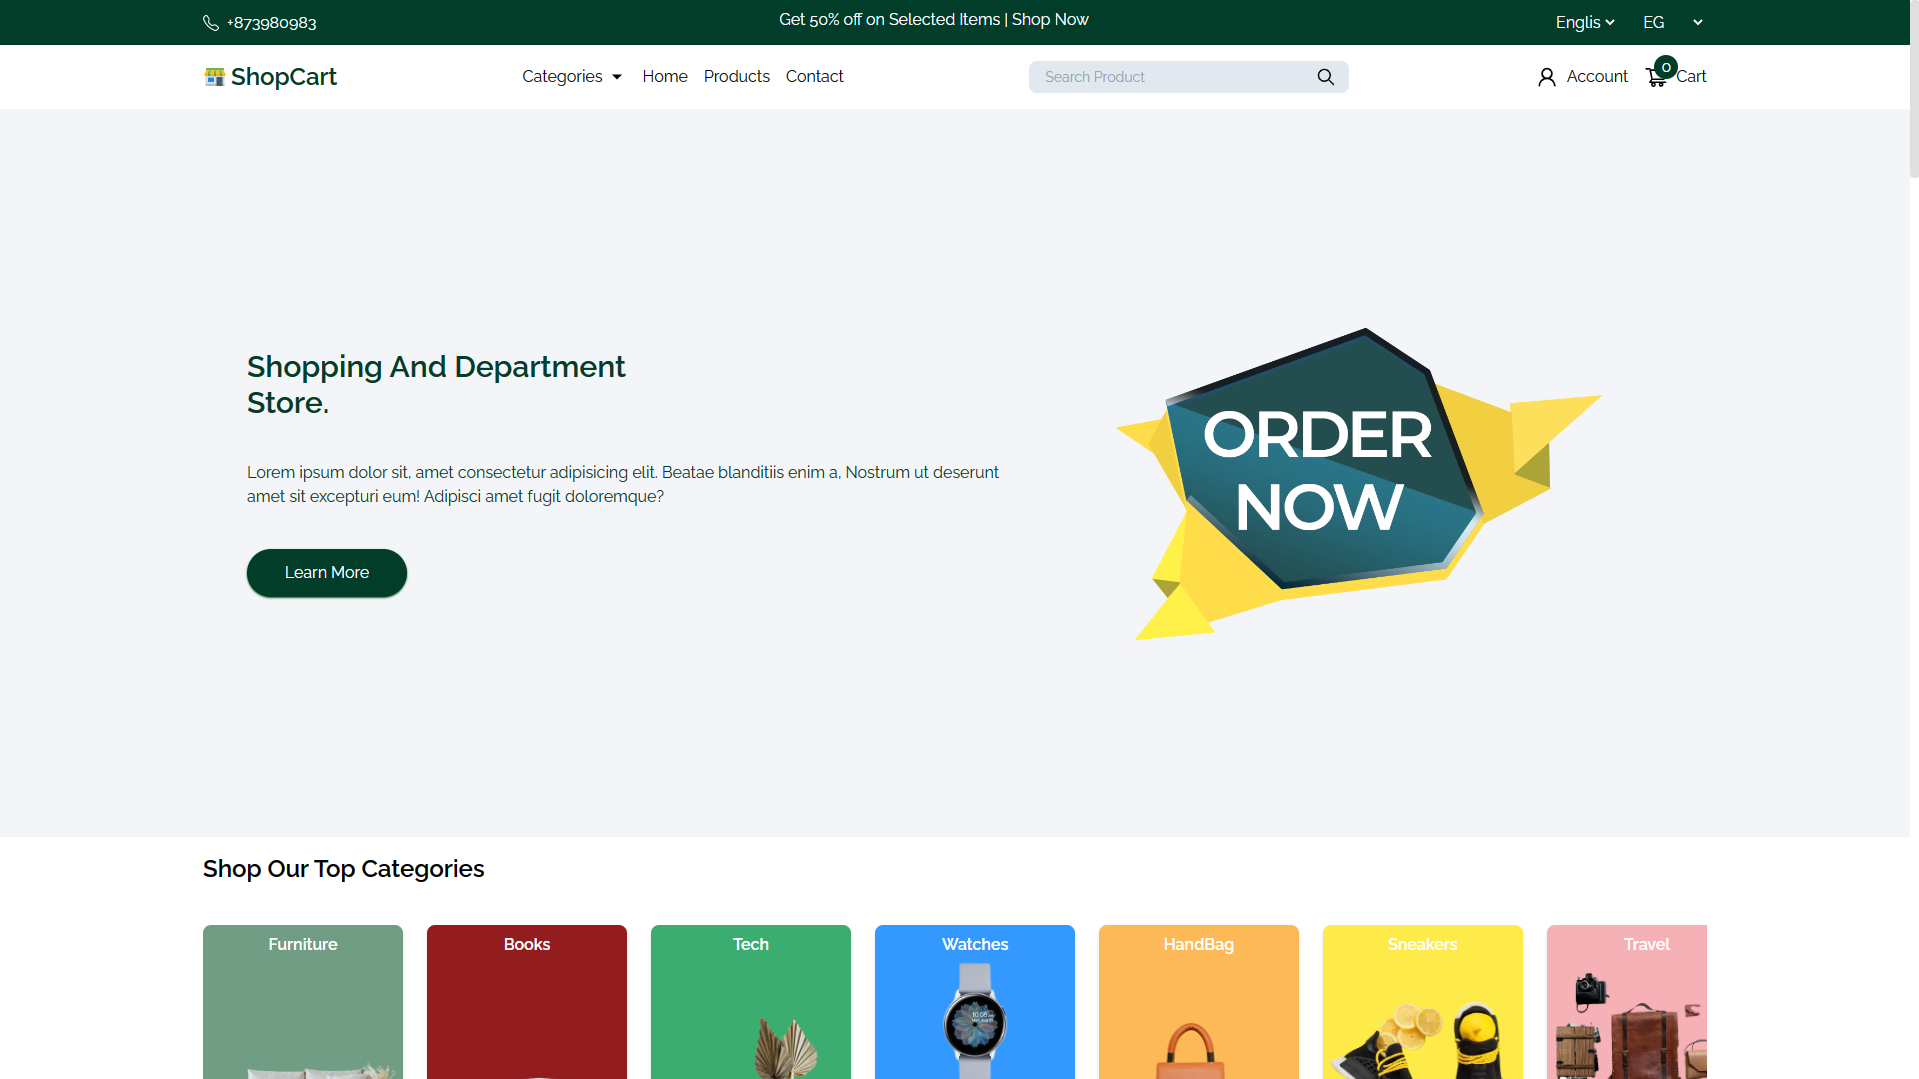 +873980983
Get 50% off on Selected Items | Shop Now
Englis
EG
ShopCart
Categories
Home
Products
Contact
Search Product
Account
0
Cart
Shopping And Department
Store.
Lorem ipsum dolor sit, amet consectetur adipisicing elit. Beatae blanditiis enim a, Nostrum ut deserunt
amet sit excepturi eum! Adipisci amet fugit doloremque?
Learn More
ORDER
NOW
Shop Our Top Categories
Furniture
Books
Tech
Watches
HandBag
Sneakers
Travel